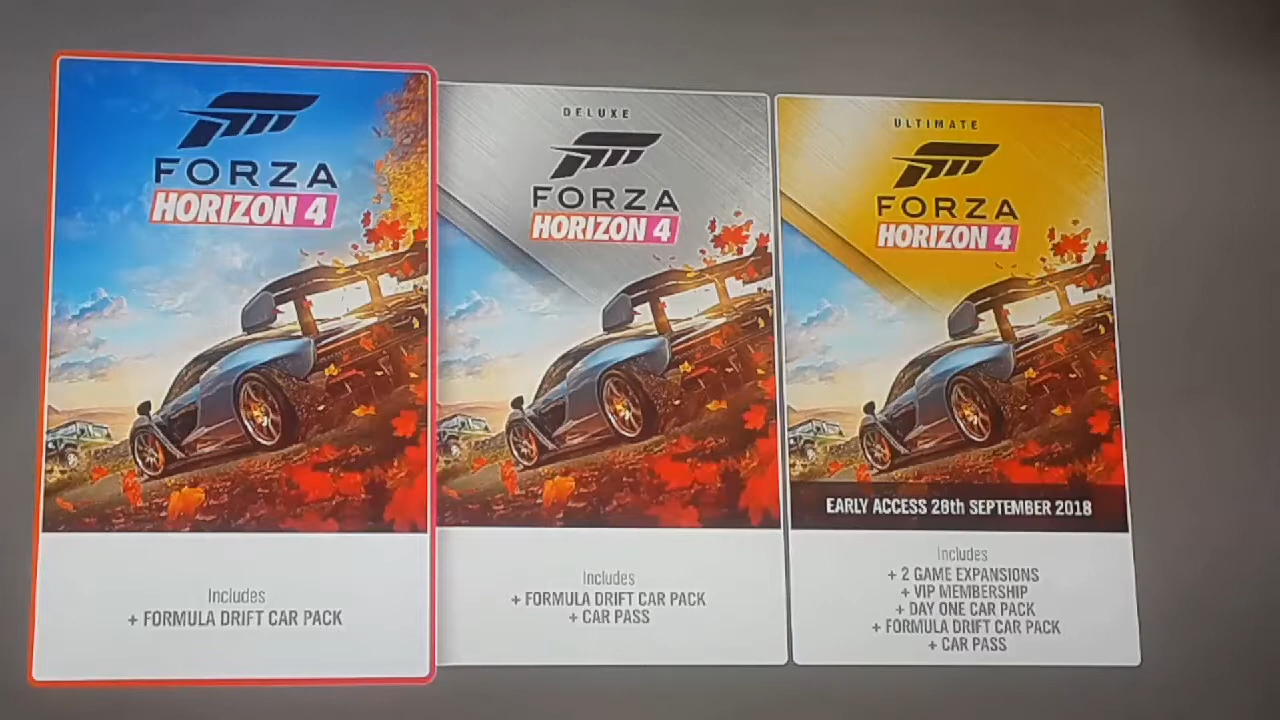 FORZA
HORIZON 4
Includes
+ FORMULA DRIFT CAR PACK
DELUXE
FORZA
HORIZON 4
Includes
+ FORMULA DRIFT CAR PACK
+ CAR PASS
ULTIMATE
FORZA
HORIZON 4
EARLY ACCESS 28th SEPTEMBER 2018
Includes
+ 2 GAME EXPANSIONS
+ VIP MEMBERSHIP
+ DAY ONE CAR PACK
+ FORMULA DRIFT CAR PACK
+ CAR PASS